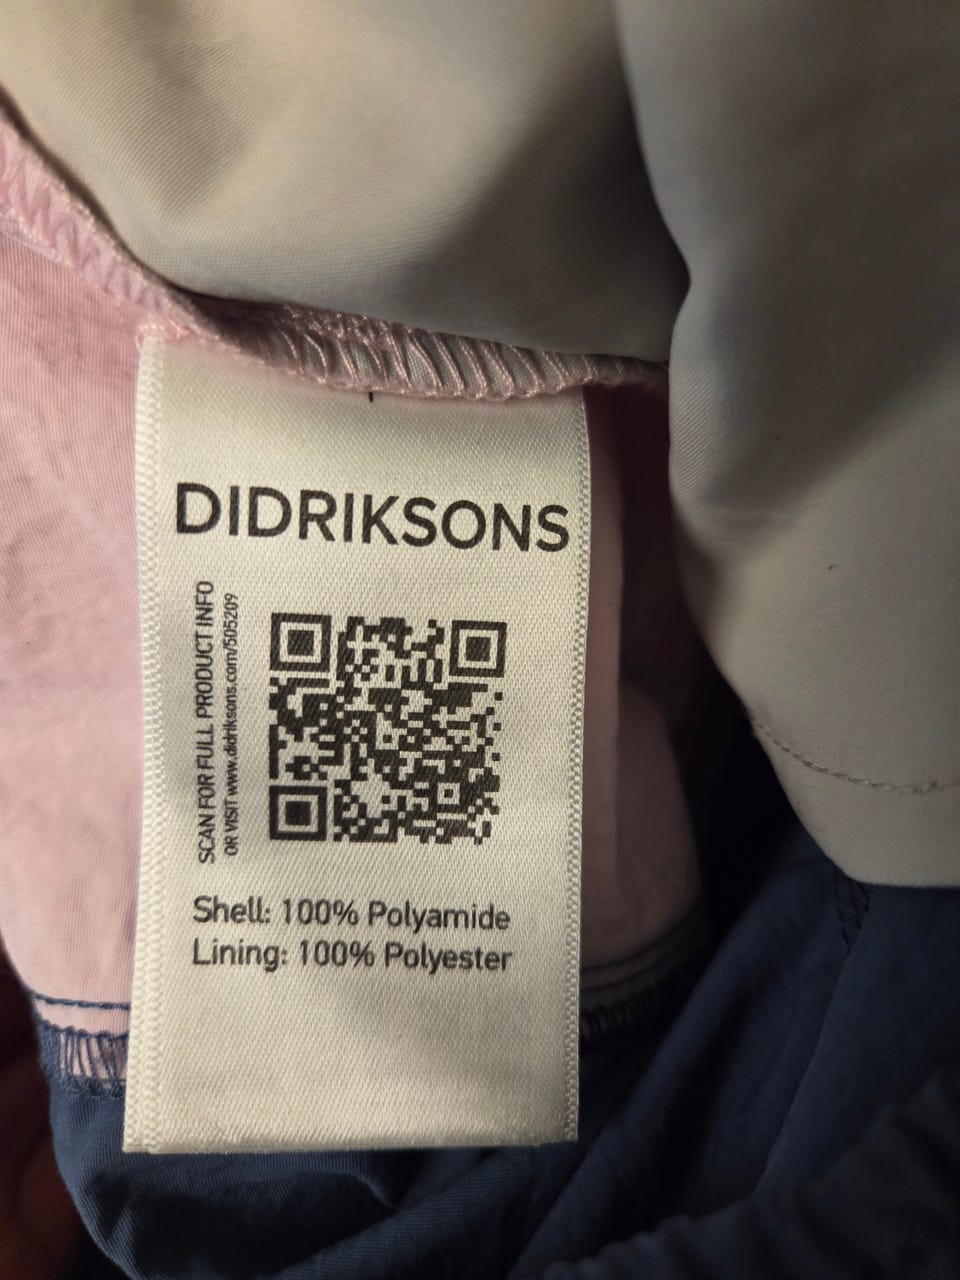 DIDRIKSONS
SCAN FOR FULL PRODUCT INFO
OR VISIT www.didriksons.com/505209
Shell: 100% Polyamide
Lining: 100% Polyester